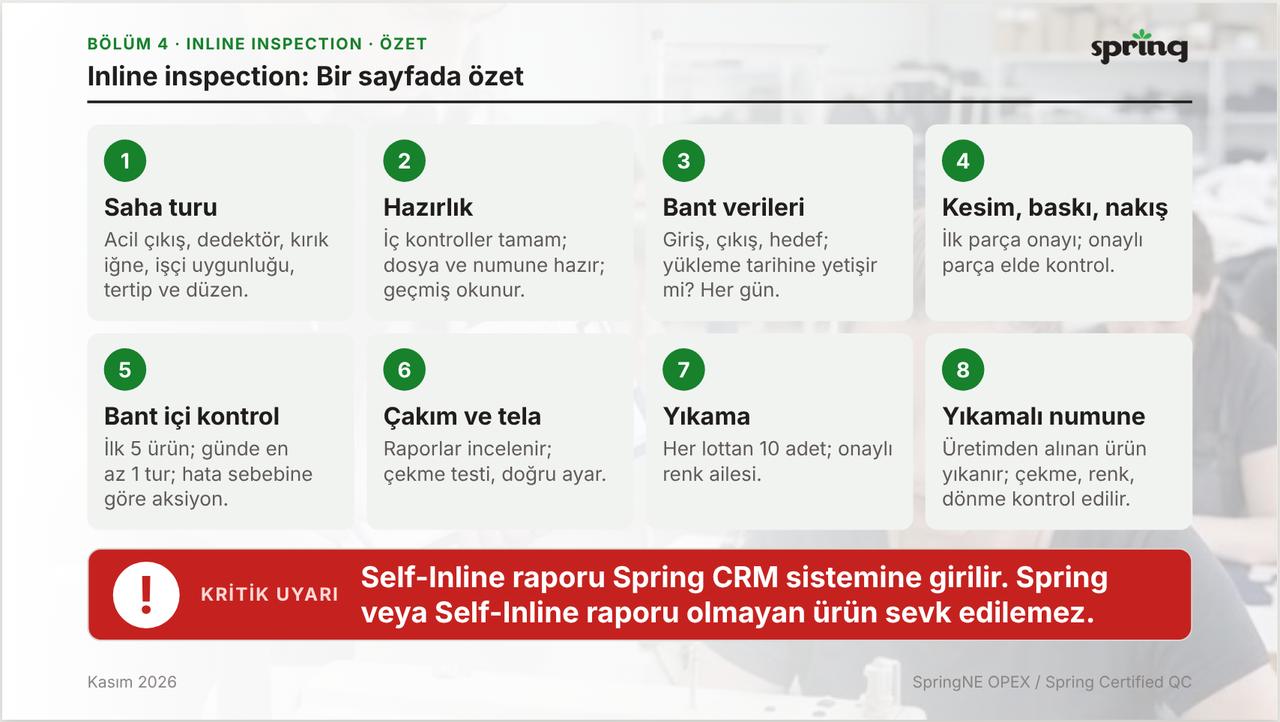 BÖLÜM 4 · INLINE INSPECTION · ÖZET
spring
Inline inspection: Bir sayfada özet
1
Saha turu
Acil çıkış, dedektör, kırık
iğne, işçi uygunluğu,
tertip ve düzen.
2
Hazırlık
İç kontroller tamam;
dosya ve numune hazır;
geçmiş okunur.
3
Bant verileri
Giriş, çıkış, hedef;
yükleme tarihine yetişir
mi? Her gün.
4
Kesim, baskı, nakış
İlk parça onayı; onaylı
parça elde kontrol.
5
Bant içi kontrol
İlk 5 ürün; günde en
az 1 tur; hata sebebine
göre aksiyon.
6
Çakım ve tela
Raporlar incelenir;
çekme testi, doğru ayar.
7
Yıkama
Her lottan 10 adet; onaylı
renk ailesi.
8
Yıkamalı numune
Üretimden alınan ürün
yıkanır; çekme, renk,
dönme kontrol edilir.
!
KRİTİK UYARI
Self-Inline raporu Spring CRM sistemine girilir. Spring
veya Self-Inline raporu olmayan ürün sevk edilemez.
Kasım 2026
SpringNE OPEX / Spring Certified QC